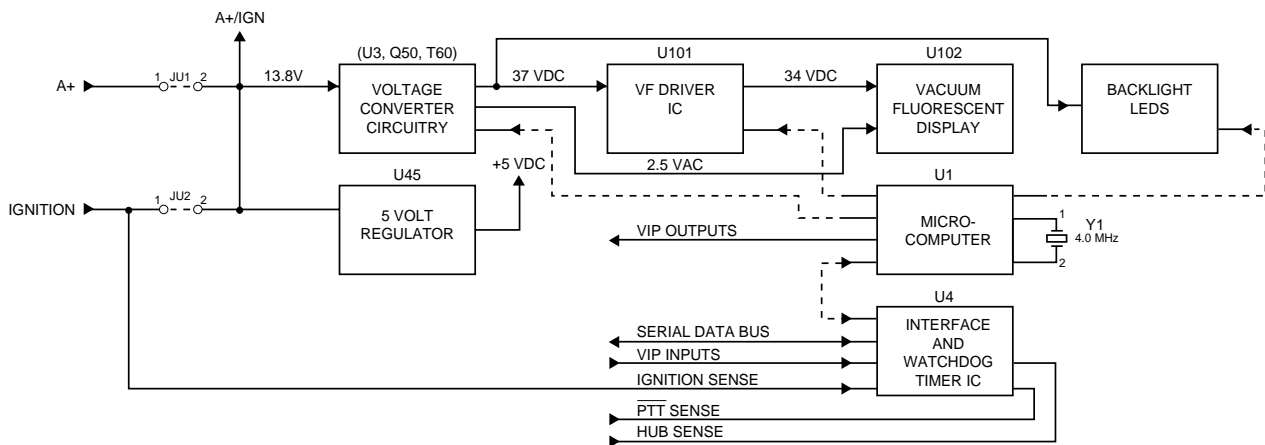 A+/IGN
(U3, Q50, T60)
U101
U102
A+
1 JU1 2
13.8V
VOLTAGE
CONVERTER
CIRCUITRY
37 VDC
VF DRIVER
IC
34 VDC
VACUUM
FLUORESCENT
DISPLAY
BACKLIGHT
LEDS
2.5 VAC
+5 VDC
U45
U1
IGNITION
1 JU2 2
5 VOLT
REGULATOR
VIP OUTPUTS
MICRO-
COMPUTER
1
Y1
4.0 MHz
2
U4
SERIAL DATA BUS
VIP INPUTS
IGNITION SENSE
INTERFACE
AND
WATCHDOG
TIMER IC
PTT SENSE
HUB SENSE